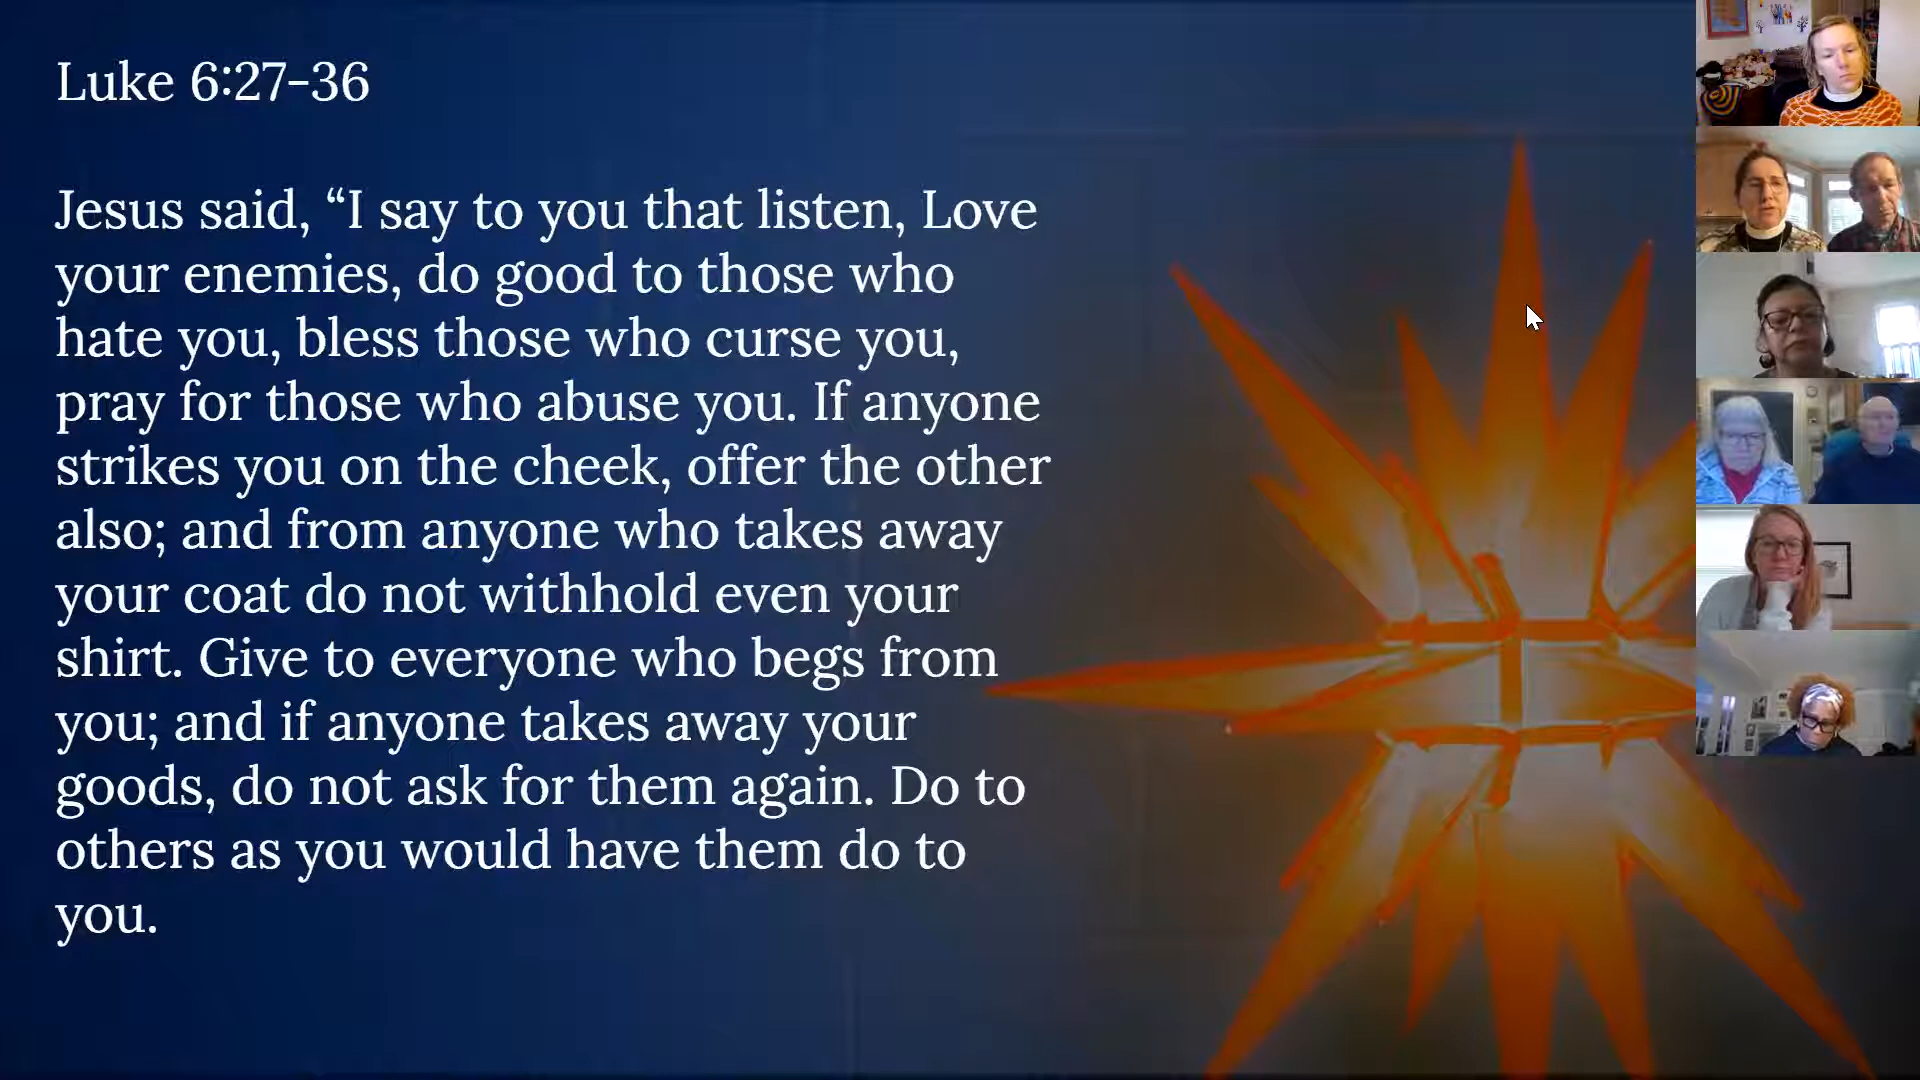 Luke 6:27-36
Jesus said, “I say to you that listen, Love
your enemies, do good to those who
hate you, bless those who curse you,
pray for those who abuse you. If anyone
strikes you on the cheek, offer the other
also; and from anyone who takes away
your coat do not withhold even your
shirt. Give to everyone who begs from
you; and if anyone takes away your
goods, do not ask for them again. Do to
others as you would have them do to
you.